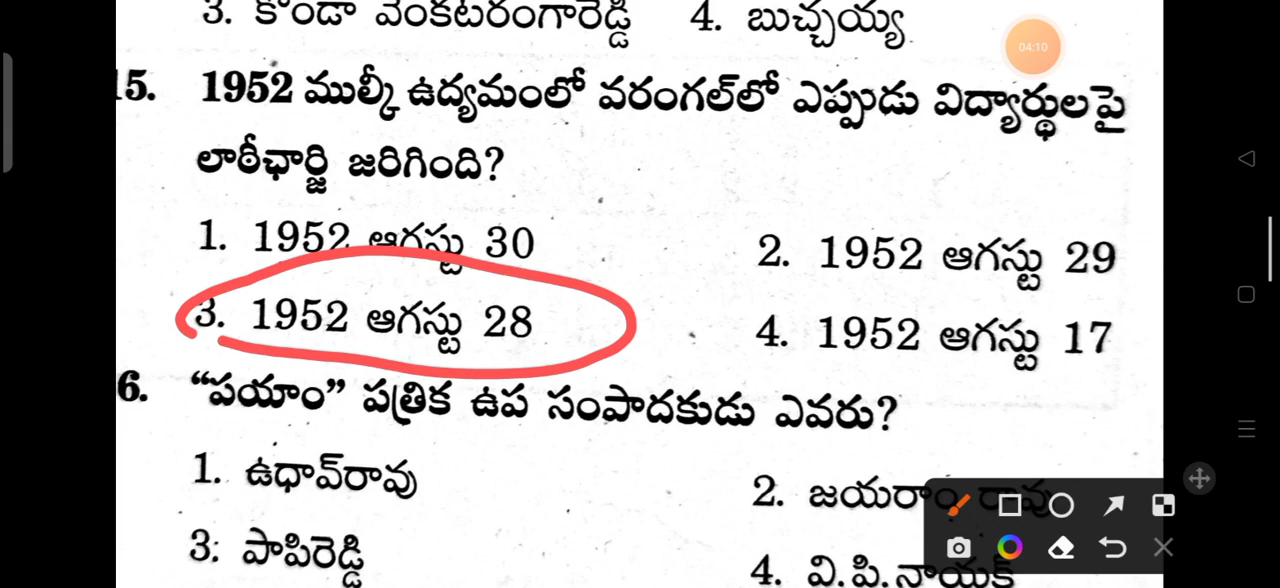 3. కొండా వెంకటరంగారెడ్డి 4. బుచ్చయ్య
04:10
15. 1952 ముల్కీ ఉద్యమంలో వరంగల్‌లో ఎప్పుడు విద్యార్థులపై
లాఠీఛార్జి జరిగింది?
1. 1952 ఆగస్టు 30 2. 1952 ఆగస్టు 29
3. 1952 ఆగస్టు 28 4. 1952 ఆగస్టు 17
6. “పయాం” పత్రిక ఉప సంపాదకుడు ఎవరు?
1. ఉధావ్‌రావు 2. జయరాం రావు
3: పాపిరెడ్డి 4. వి.పి.నాయక్